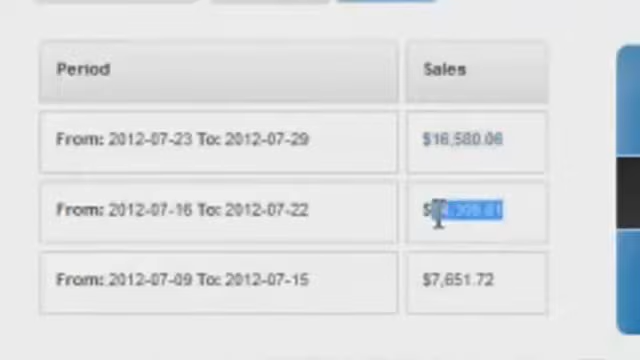 Period Sales
From: 2012-07-23 To: 2012-07-29 $16,580.06
From: 2012-07-16 To: 2012-07-22
From: 2012-07-09 To: 2012-07-15 $7,651.72